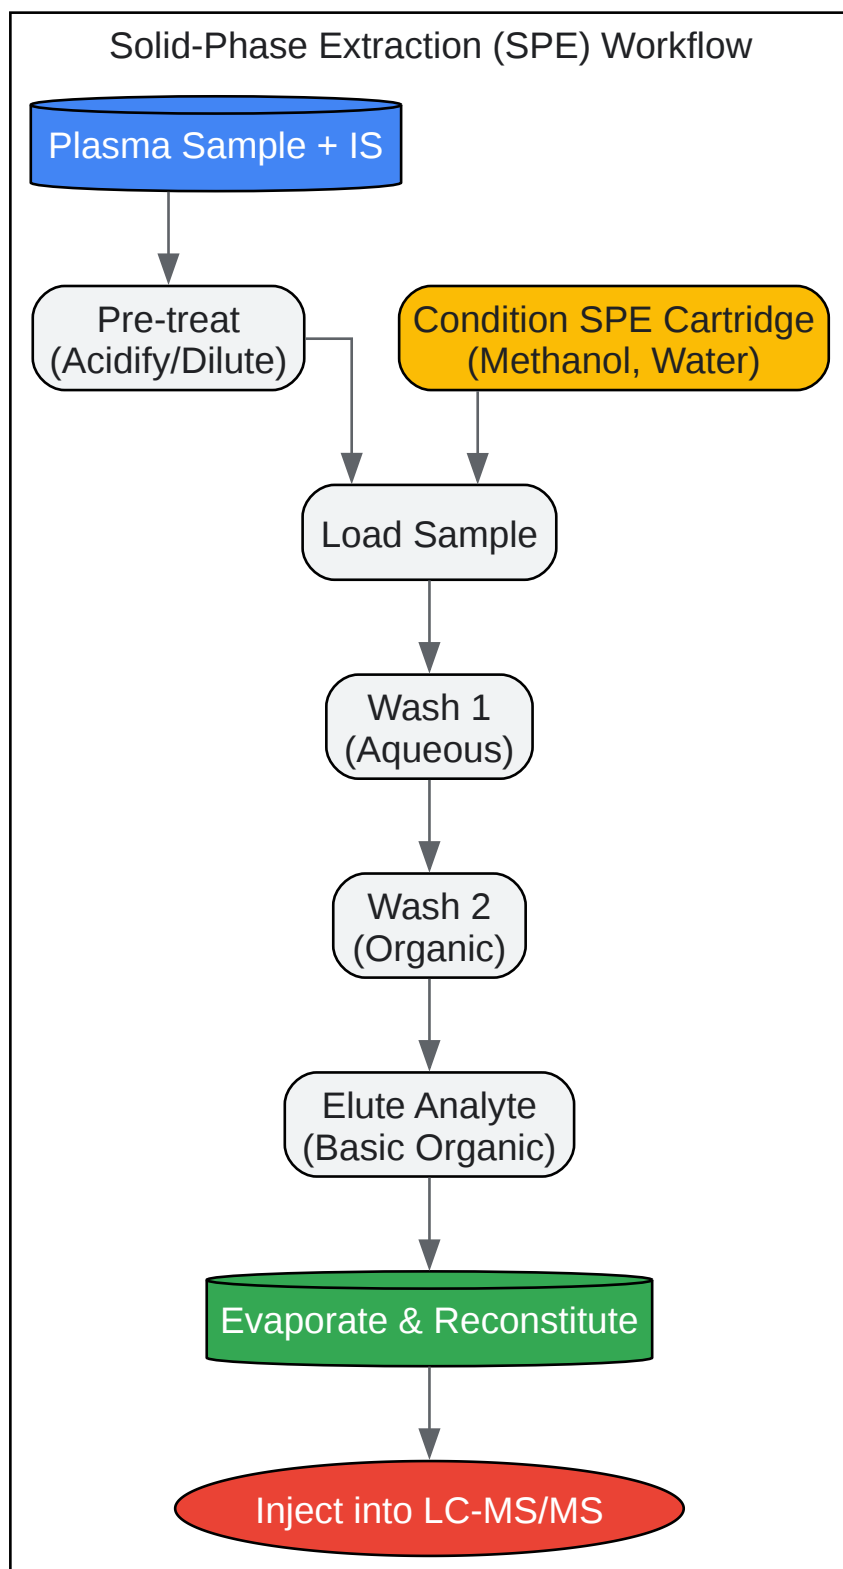 Solid-Phase Extraction (SPE) Workflow
Plasma Sample + IS
Pre-treat
(Acidify/Dilute)
Condition SPE Cartridge
(Methanol, Water)
Load Sample
Wash 1
(Aqueous)
Wash 2
(Organic)
Elute Analyte
(Basic Organic)
Evaporate & Reconstitute
Inject into LC-MS/MS